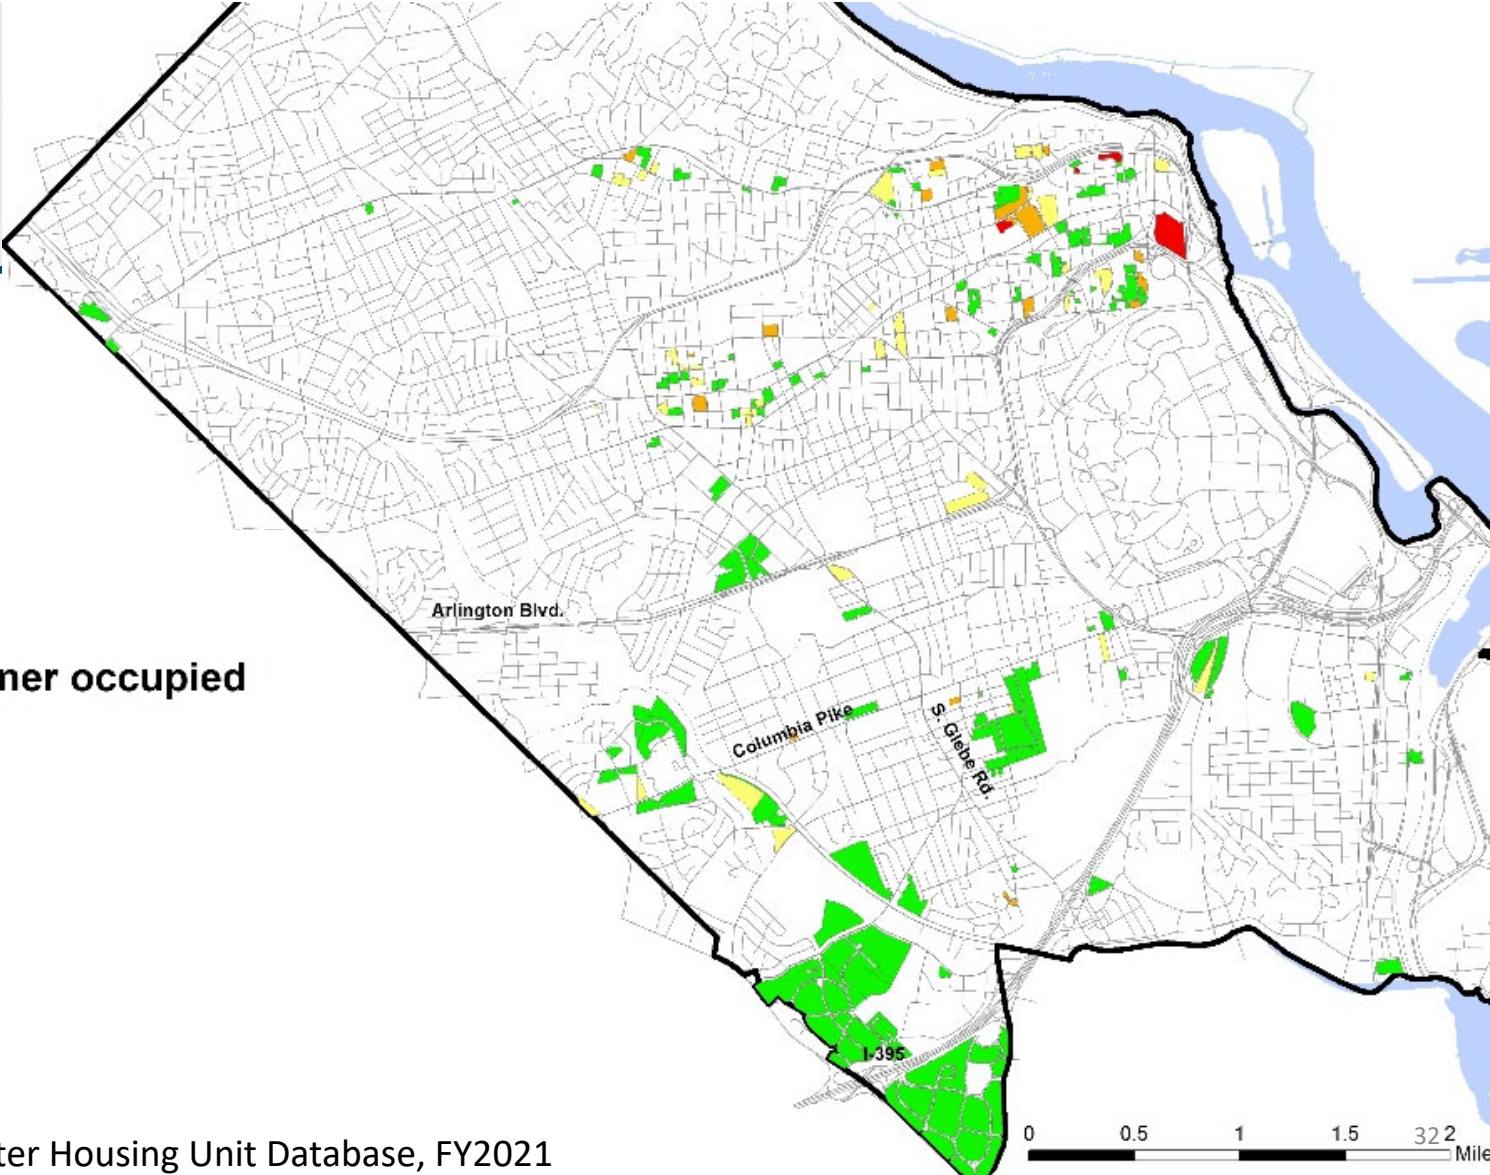 Arlington Blvd.
ner occupied
Columbia Pike
S. Glebe Rd.
I-395
0 0.5 1 1.5 2
Mile
32
ter Housing Unit Database, FY2021